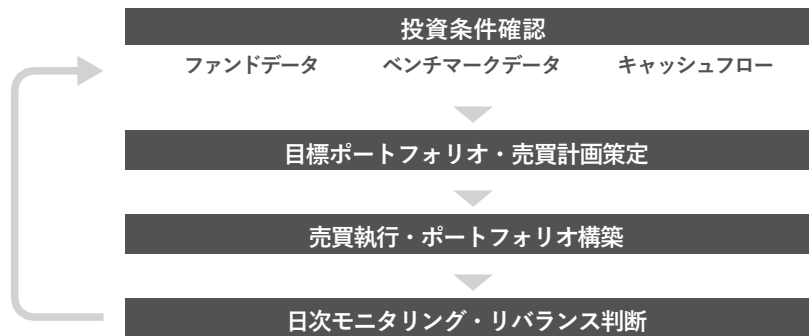 投資条件確認
ファンドデータ ベンチマークデータ キャッシュフロー
目標ポートフォリオ・売買計画策定
売買執行・ポートフォリオ構築
日次モニタリング・リバランス判断